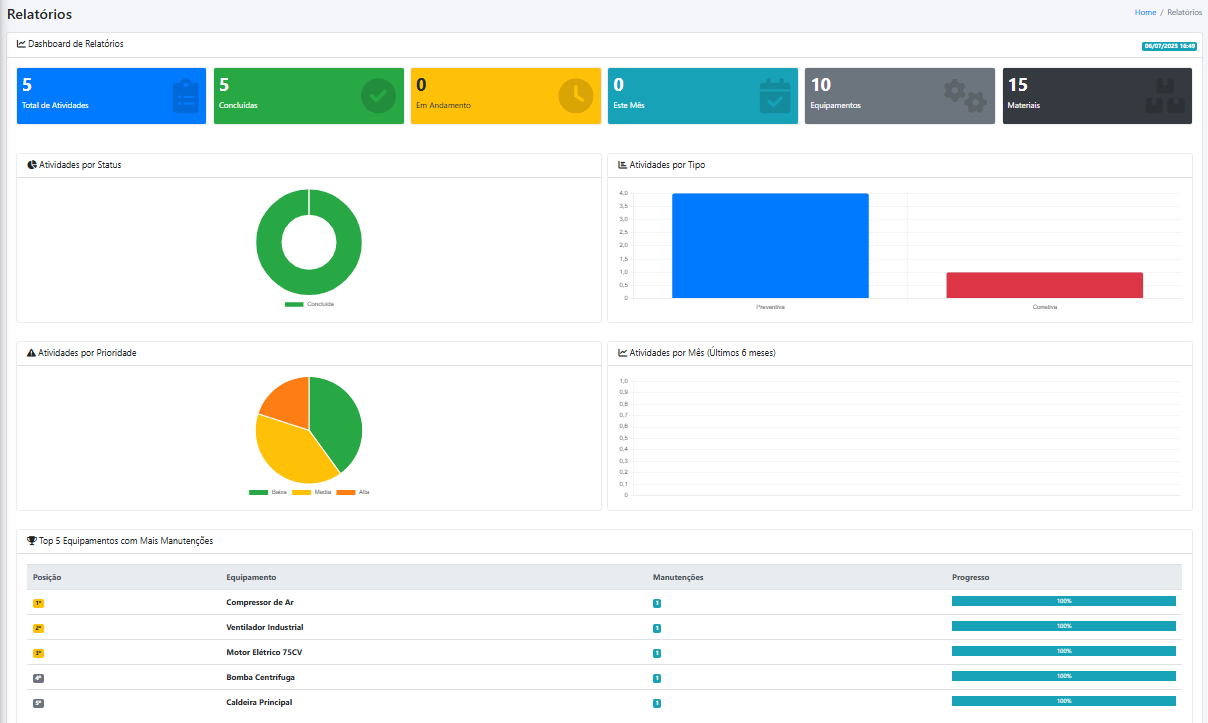 Relatórios
Home / Relatórios
Dashboard de Relatórios
06/07/2025 16:49
5
Total de Atividades
5
Concluídas
0
Em Andamento
0
Este Mês
10
Equipamentos
15
Materiais
Atividades por Status
Concluída
Atividades por Tipo
4,0
3,5
3,0
2,5
2,0
1,5
1,0
0,5
0
Preventiva
Corretiva
Atividades por Prioridade
Baixa
Média
Alta
Atividades por Mês (Últimos 6 meses)
1,0
0,9
0,8
0,7
0,6
0,5
0,4
0,3
0,2
0,1
0
Top 5 Equipamentos com Mais Manutenções
Posição Equipamento Manutenções Progresso
1º Compressor de Ar 1 100%
2º Ventilador Industrial 1 100%
3º Motor Elétrico 75CV 1 100%
4º Bomba Centrífuga 1 100%
5º Caldeira Principal 1 100%